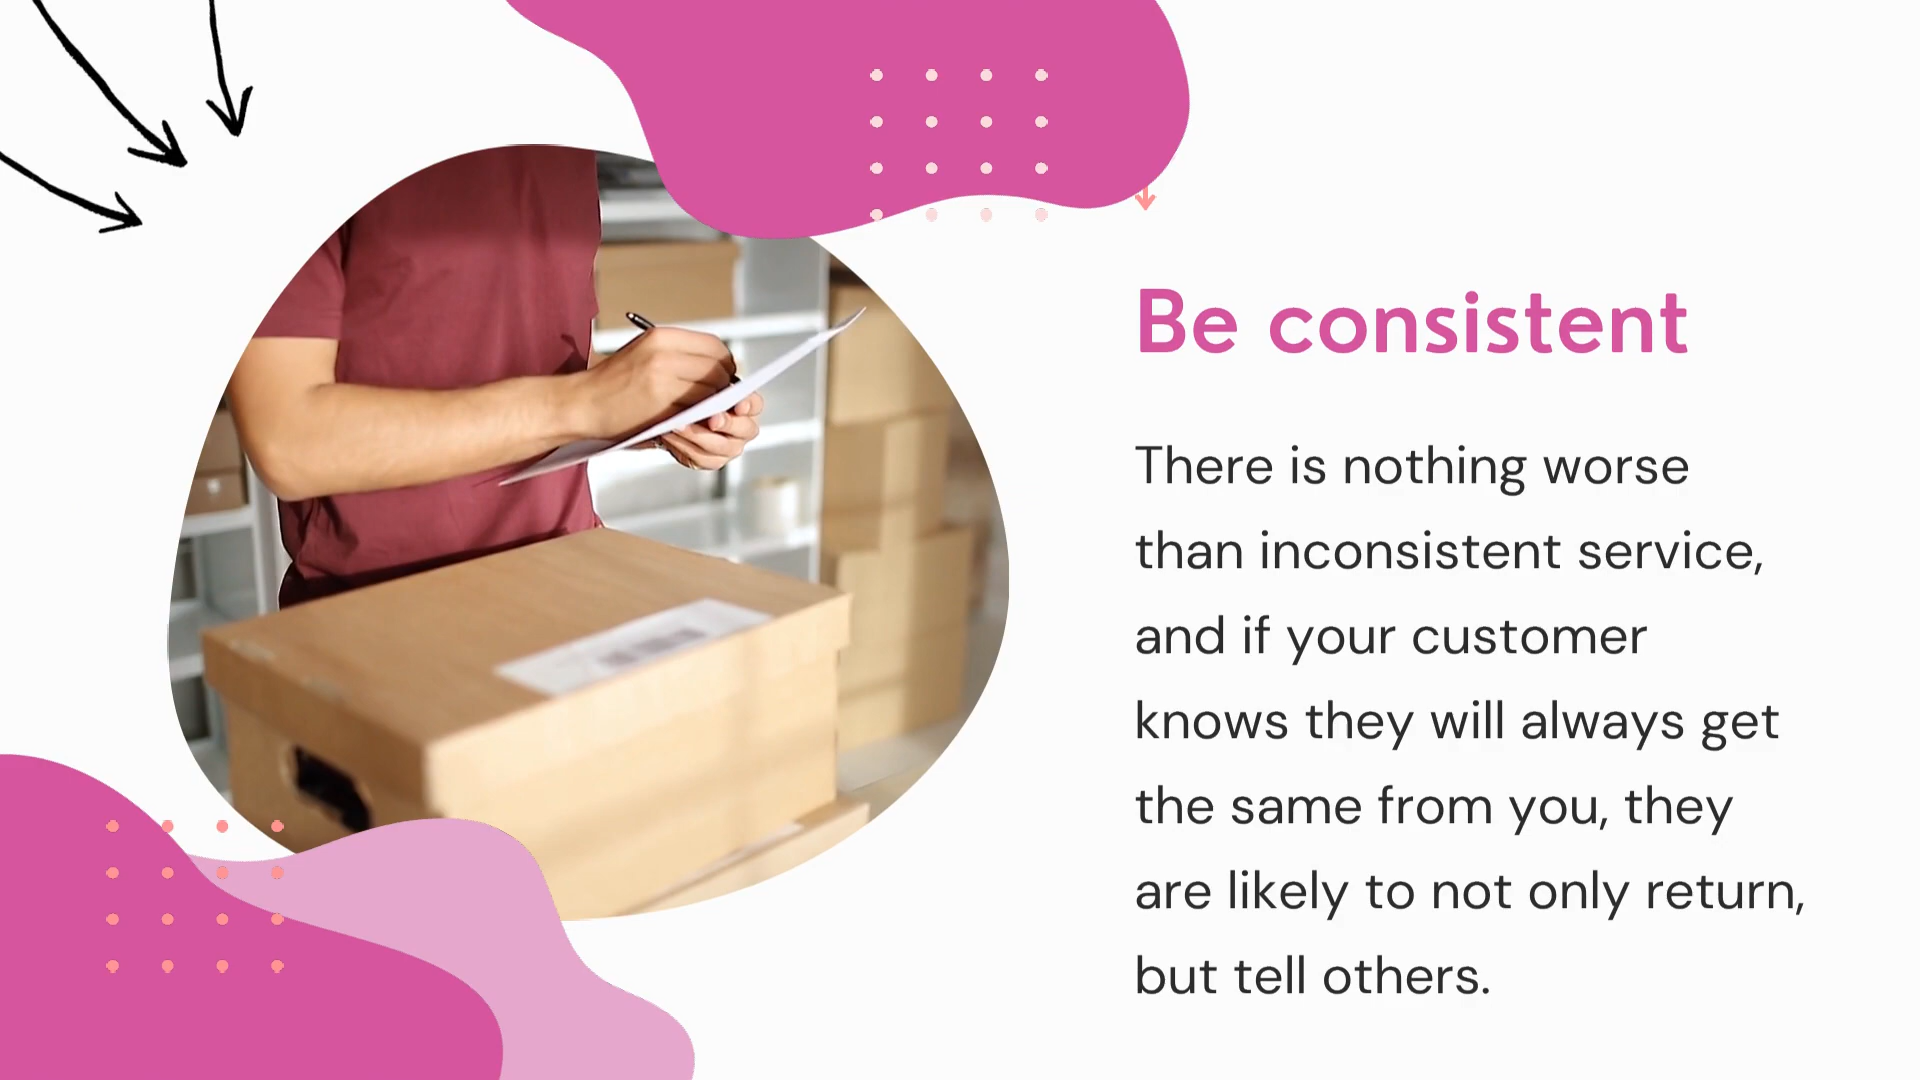 Be consistent
There is nothing worse
than inconsistent service,
and if your customer
knows they will always get
the same from you, they
are likely to not only return,
but tell others.